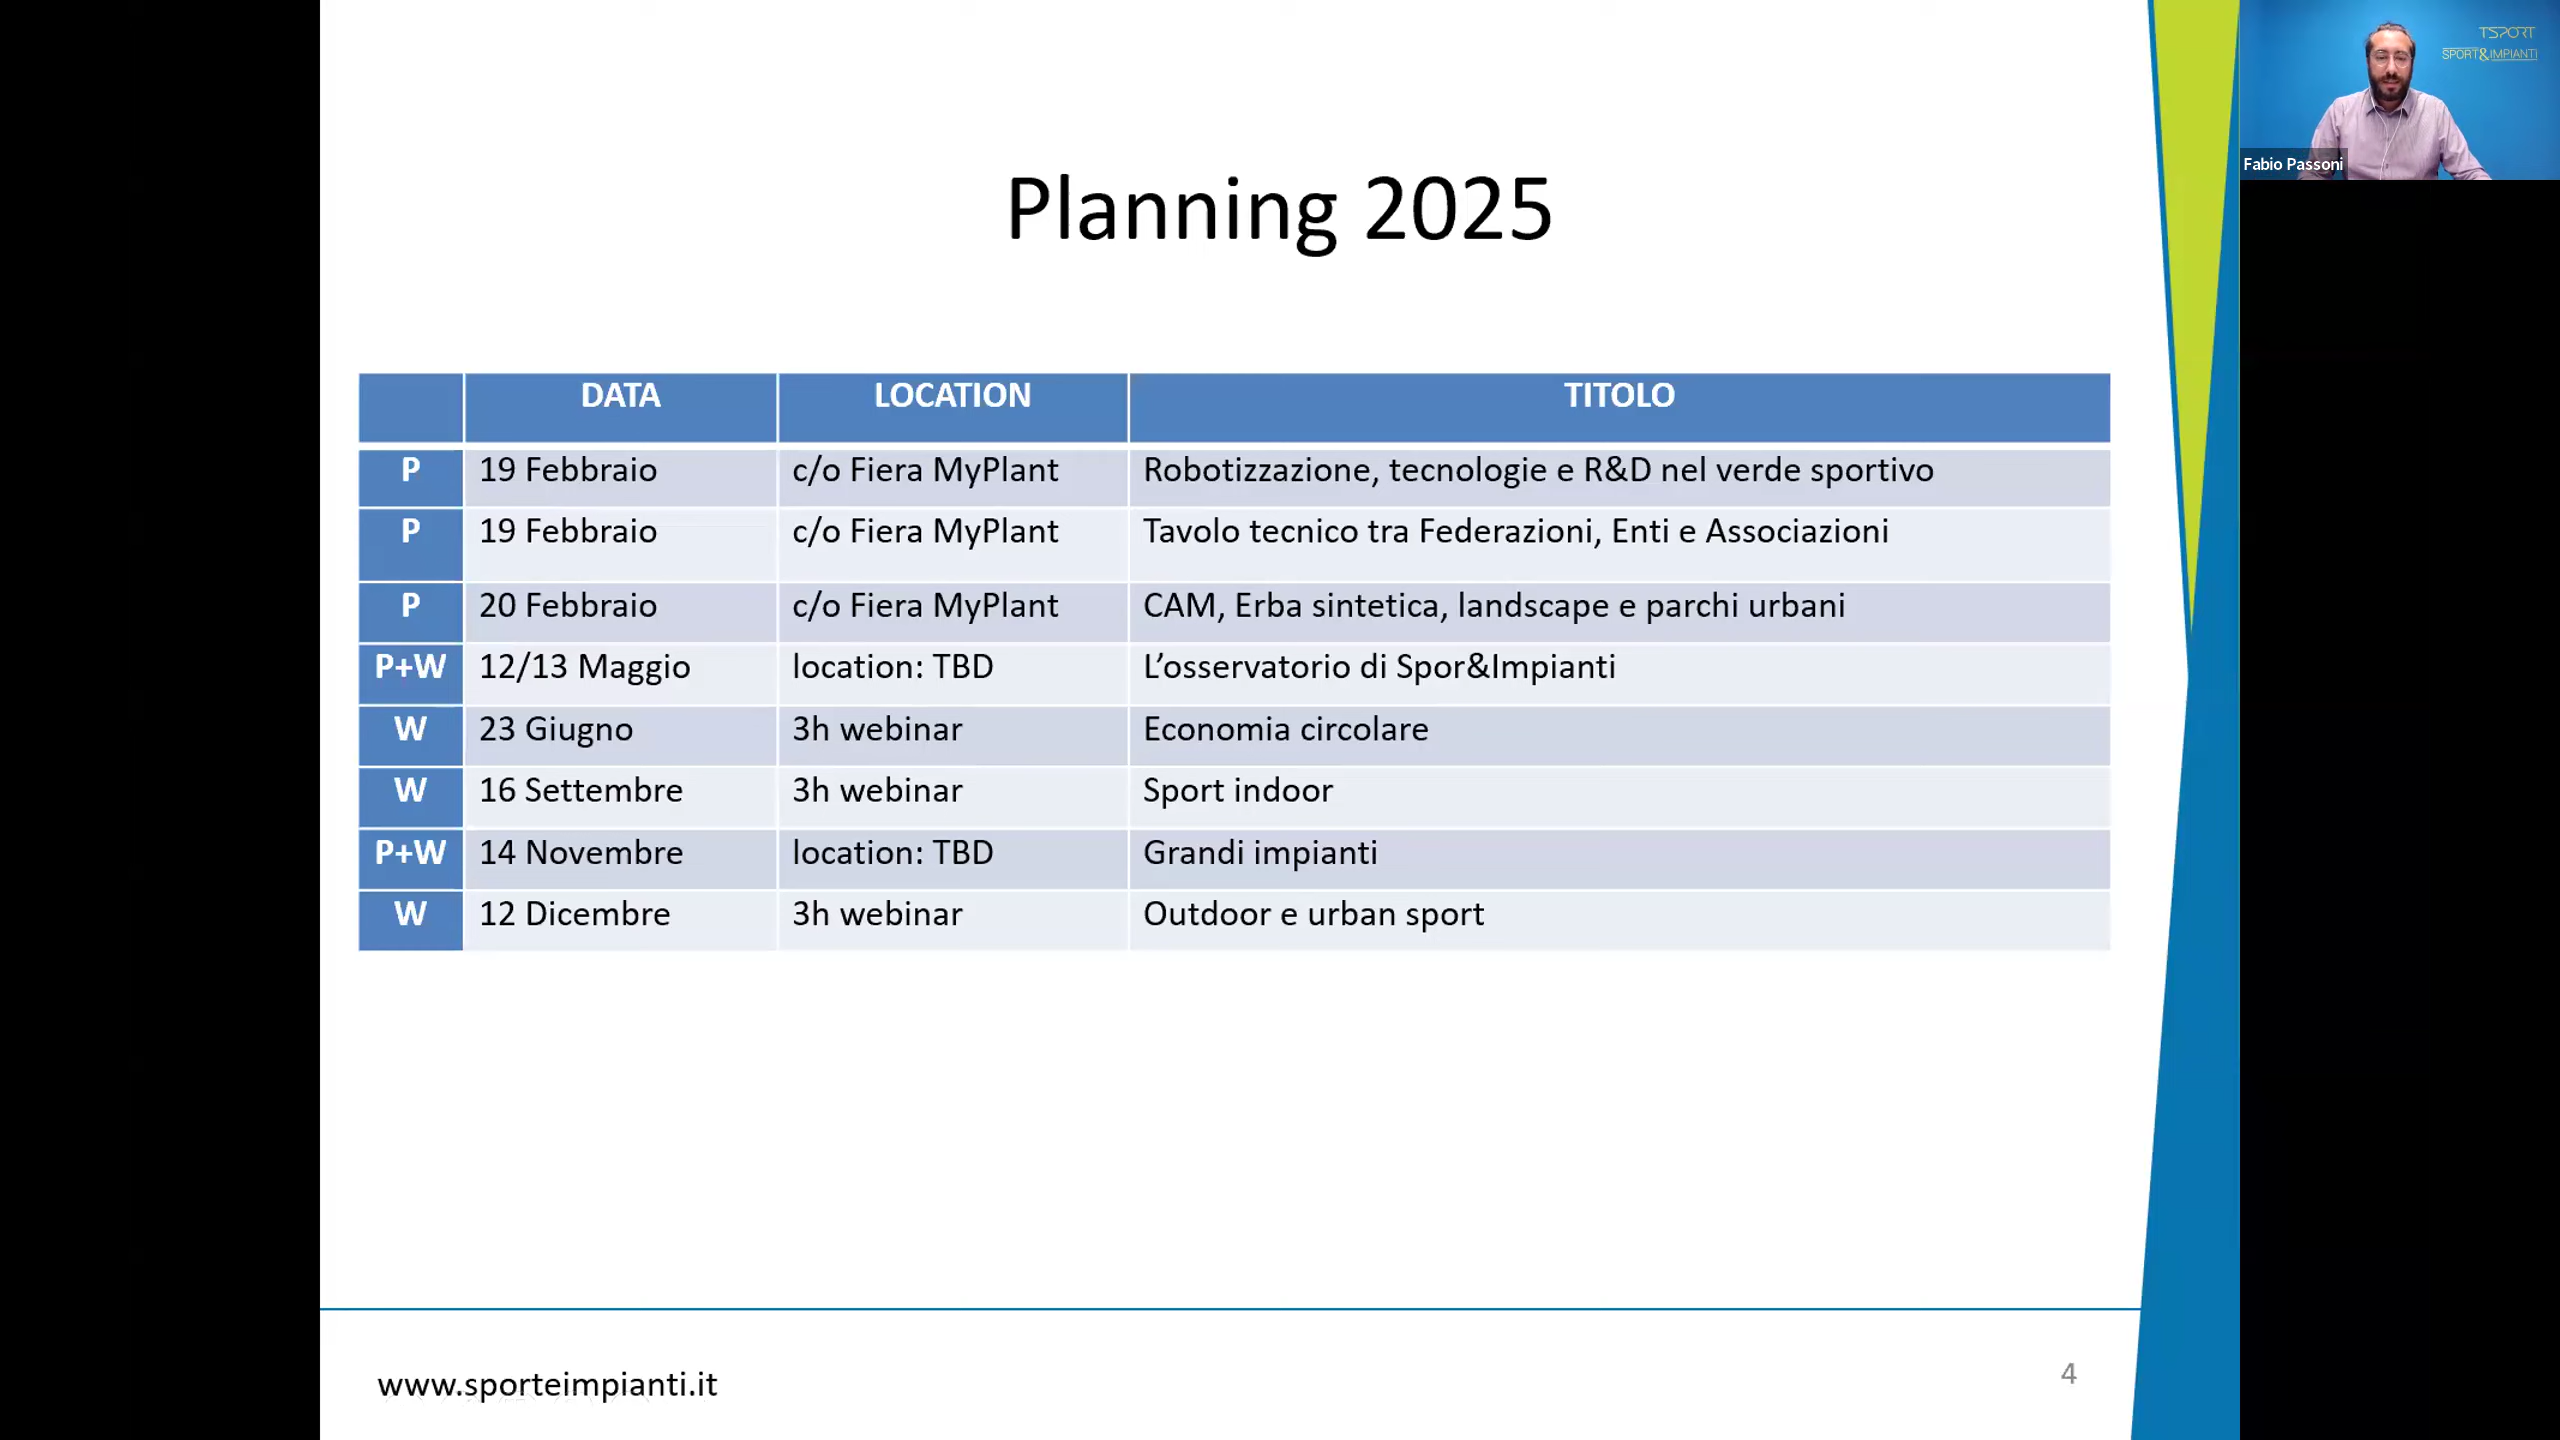 Planning 2025
DATA LOCATION TITOLO
P 19 Febbraio c/o Fiera MyPlant Robotizzazione, tecnologie e R&D nel verde sportivo
P 19 Febbraio c/o Fiera MyPlant Tavolo tecnico tra Federazioni, Enti e Associazioni
P 20 Febbraio c/o Fiera MyPlant CAM, Erba sintetica, landscape e parchi urbani
P+W 12/13 Maggio location: TBD L’osservatorio di Spor&Impianti
W 23 Giugno 3h webinar Economia circolare
W 16 Settembre 3h webinar Sport indoor
P+W 14 Novembre location: TBD Grandi impianti
W 12 Dicembre 3h webinar Outdoor e urban sport
www.sporteimpianti.it
4
TSPORT
SPORT&IMPIANTI
Fabio Passoni